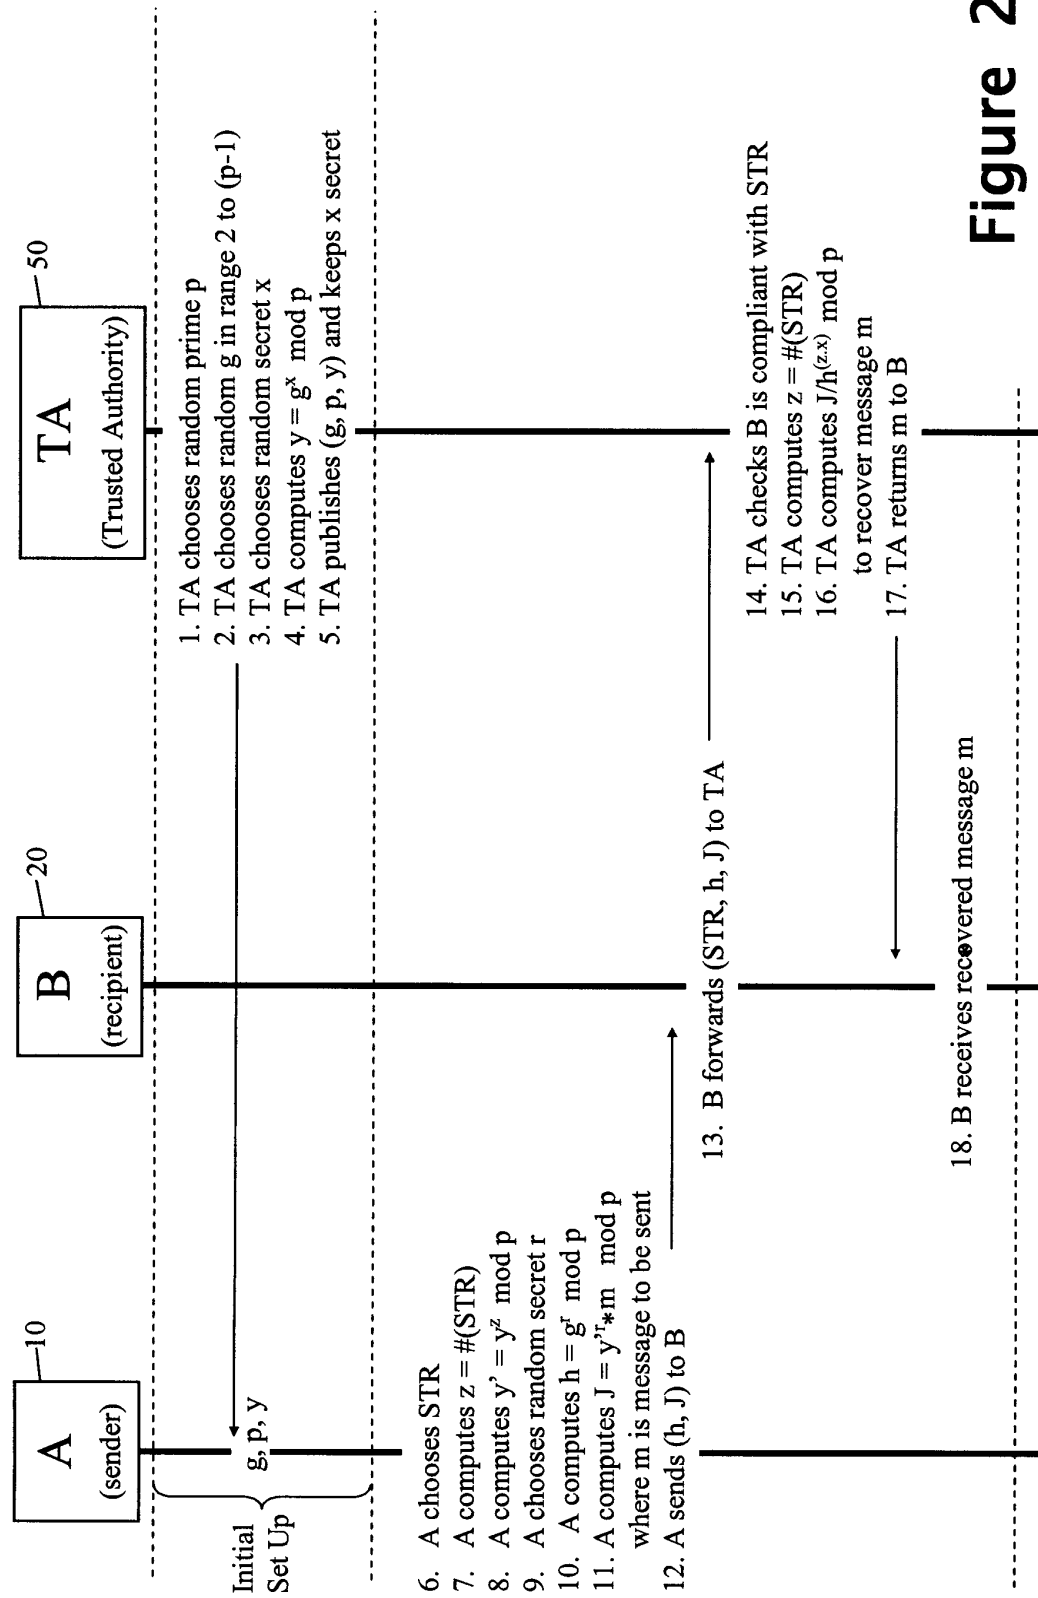 A
(sender)
10
B
(recipient)
20
TA
(Trusted Authority)
50
Initial
Set Up
1. TA chooses random prime p
2. TA chooses random g in range 2 to (p-1)
3. TA chooses random secret x
4. TA computes y = gˣ mod p
5. TA publishes (g, p, y) and keeps x secret
g, p, y
6. A chooses STR
7. A computes z = #(STR)
8. A computes y’ = yᶻ mod p
9. A chooses random secret r
10. A computes h = gʳ mod p
11. A computes J = y’ʳ*m mod p
where m is message to be sent
12. A sends (h, J) to B
13. B forwards (STR, h, J) to TA
14. TA checks B is compliant with STR
15. TA computes z = #(STR)
16. TA computes J/h⁽ᶻ·ˣ⁾ mod p
to recover message m
17. TA returns m to B
18. B receives recovered message m
Figure 2